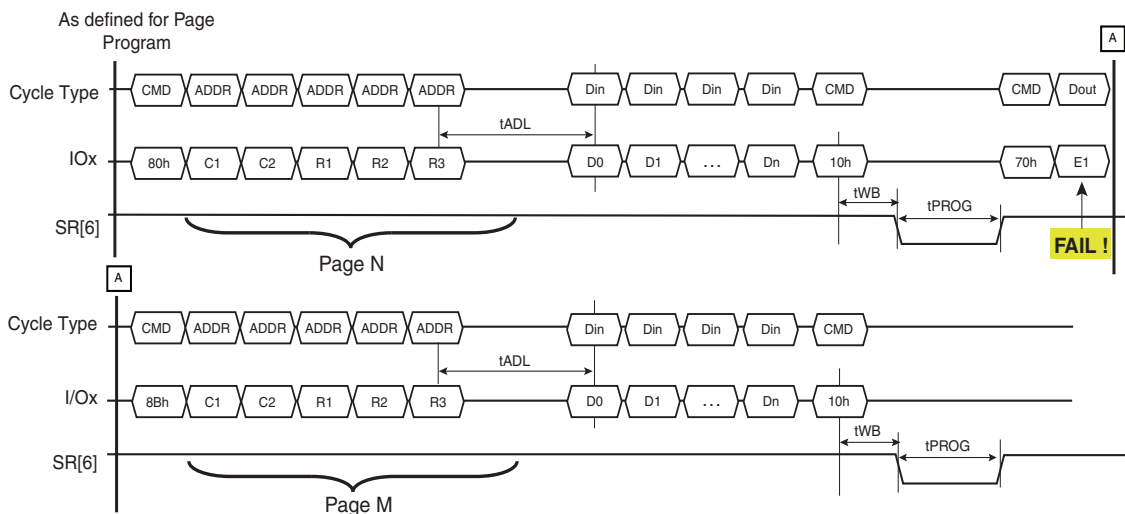 As defined for Page
Program
A
Cycle Type CMD ADDR ADDR ADDR ADDR ADDR Din Din Din Din CMD CMD Dout
tADL
IOx 80h C1 C2 R1 R2 R3 D0 D1 ... Dn 10h 70h E1
tWB tPROG
SR[6]
FAIL !
Page N
A
Cycle Type CMD ADDR ADDR ADDR ADDR ADDR Din Din Din Din CMD
tADL
I/Ox 8Bh C1 C2 R1 R2 R3 D0 D1 ... Dn 10h
tWB tPROG
SR[6]
Page M